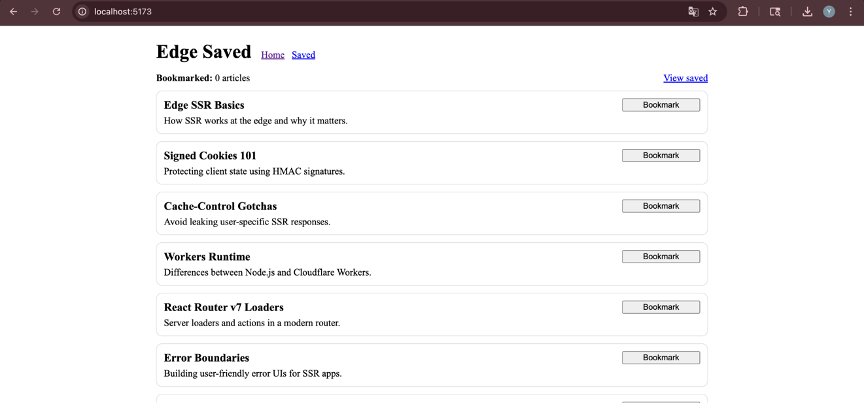 localhost:5173
Y
Edge Saved Home Saved
Bookmarked: 0 articles View saved
Edge SSR Basics Bookmark
How SSR works at the edge and why it matters.
Signed Cookies 101 Bookmark
Protecting client state using HMAC signatures.
Cache-Control Gotchas Bookmark
Avoid leaking user-specific SSR responses.
Workers Runtime Bookmark
Differences between Node.js and Cloudflare Workers.
React Router v7 Loaders Bookmark
Server loaders and actions in a modern router.
Error Boundaries Bookmark
Building user-friendly error UIs for SSR apps.